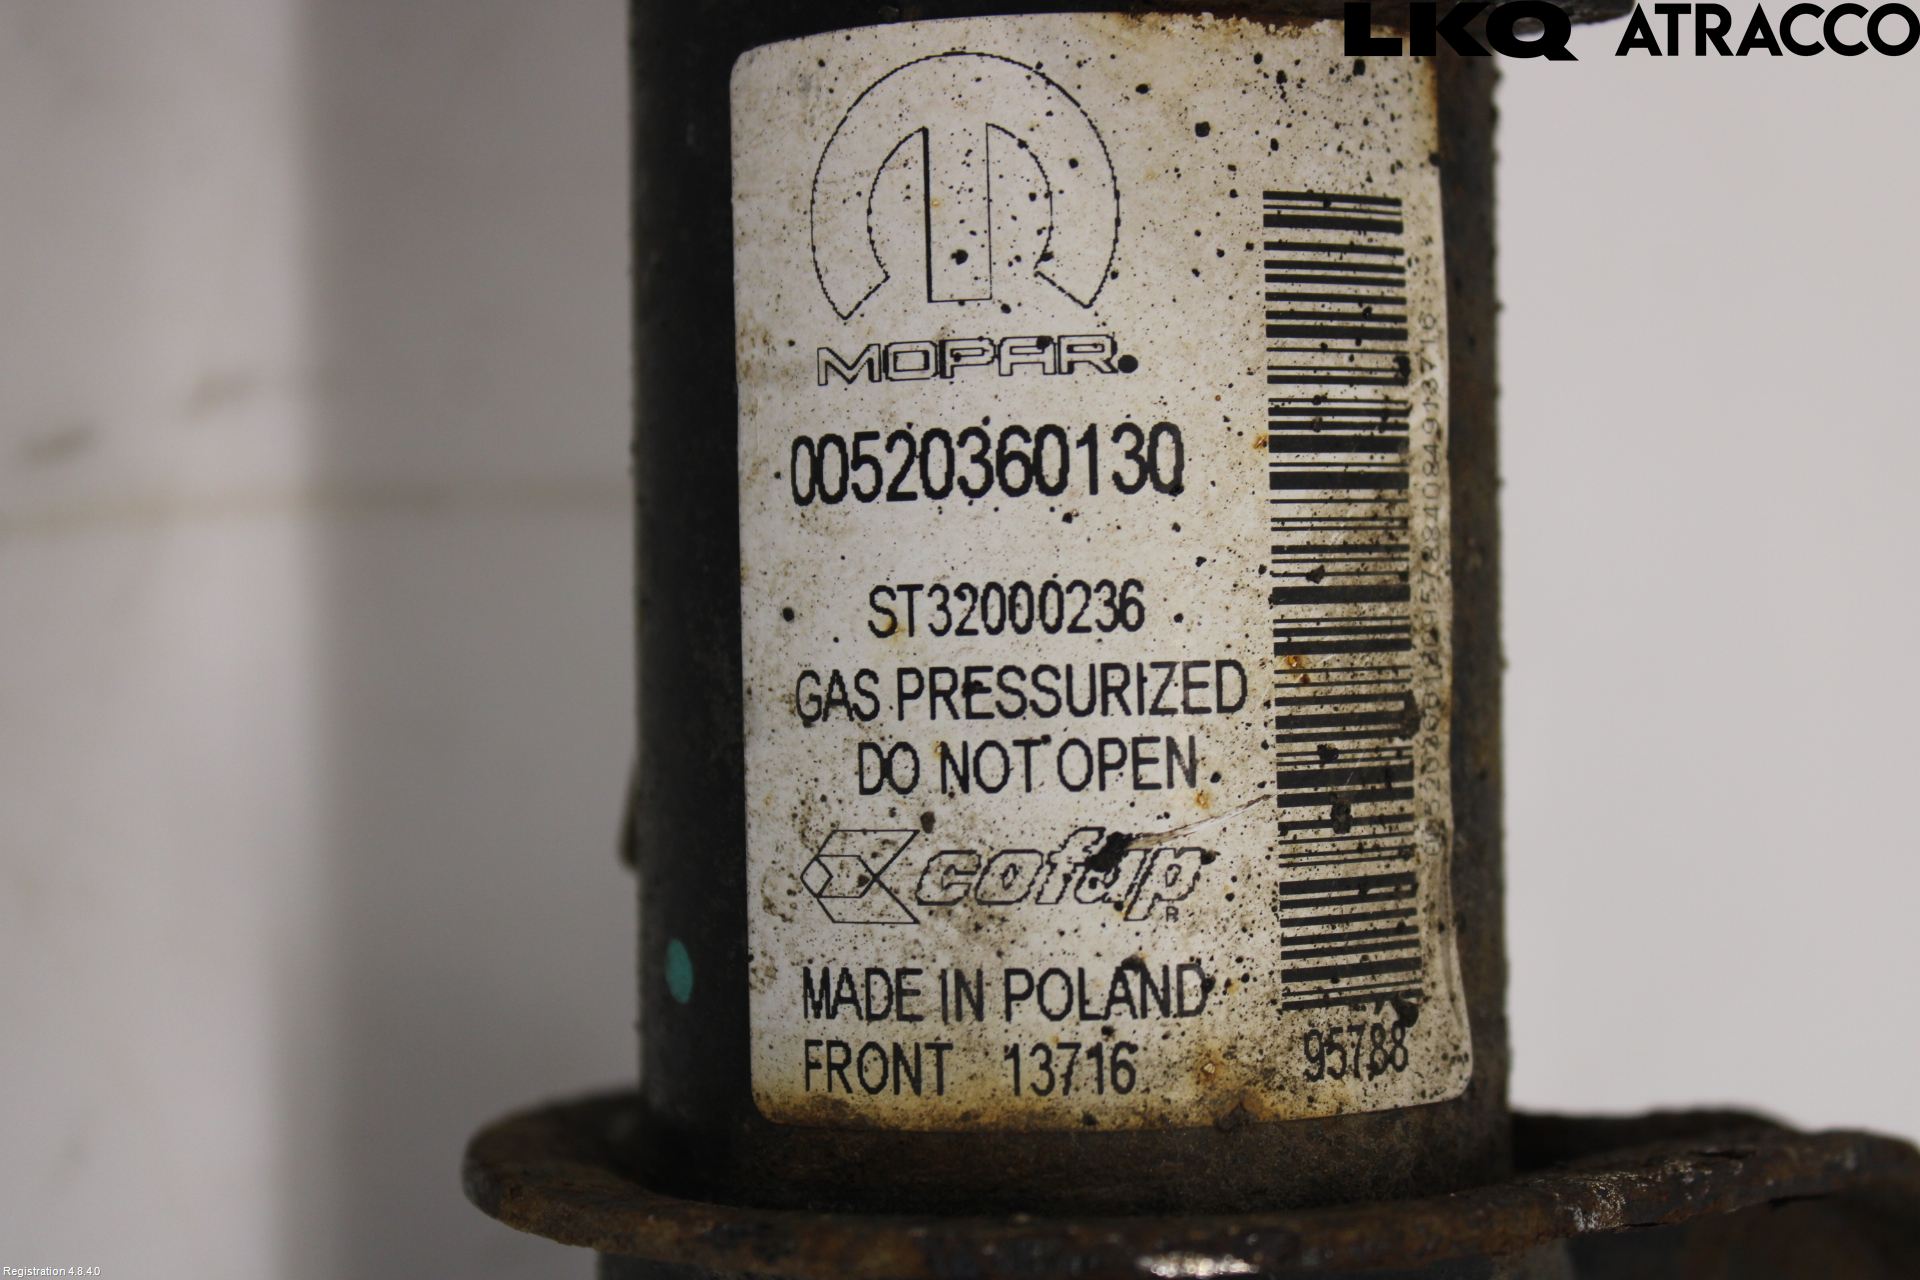 LKQ ATRACCO
MOPAR
00520360130
ST32000236
GAS PRESSURIZED
DO NOT OPEN
cofap
R
MADE IN POLAND
FRONT 13716
95788
Registration 4.8.4.0